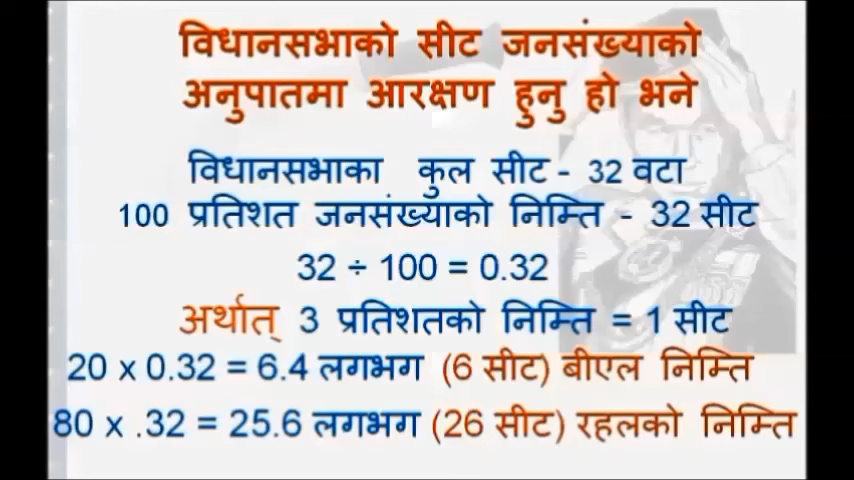 विधानसभाको सीट जनसंख्याको
अनुपातमा आरक्षण हुनु हो भने
विधानसभाका कुल सीट - 32 वटा
100 प्रतिशत जनसंख्याको निम्ति - 32 सीट
32 ÷ 100 = 0.32
अर्थात् 3 प्रतिशतको निम्ति = 1 सीट
20 x 0.32 = 6.4 लगभग (6 सीट) बीएल निम्ति
80 x .32 = 25.6 लगभग (26 सीट) रहलको निम्ति